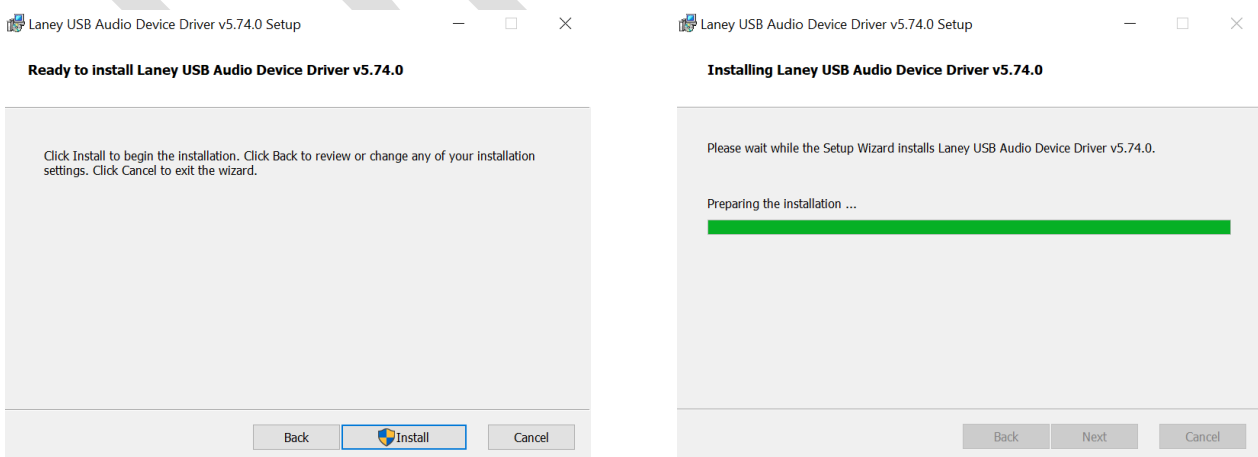 Laney USB Audio Device Driver v5.74.0 Setup
Ready to install Laney USB Audio Device Driver v5.74.0
Click Install to begin the installation. Click Back to review or change any of your installation
settings. Click Cancel to exit the wizard.
Back
Install
Cancel
Laney USB Audio Device Driver v5.74.0 Setup
Installing Laney USB Audio Device Driver v5.74.0
Please wait while the Setup Wizard installs Laney USB Audio Device Driver v5.74.0.
Preparing the installation ...
Back
Next
Cancel